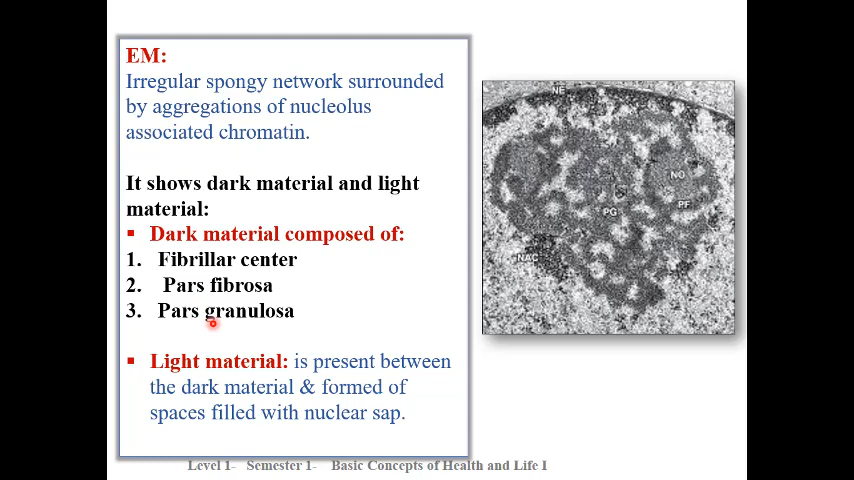 EM:
Irregular spongy network surrounded
by aggregations of nucleolus
associated chromatin.
It shows dark material and light
material:
▪ Dark material composed of:
1. Fibrillar center
2. Pars fibrosa
3. Pars granulosa
▪ Light material: is present between
the dark material & formed of
spaces filled with nuclear sap.
NE
NO
PF
PG
NAC
Level 1- Semester 1- Basic Concepts of Health and Life I